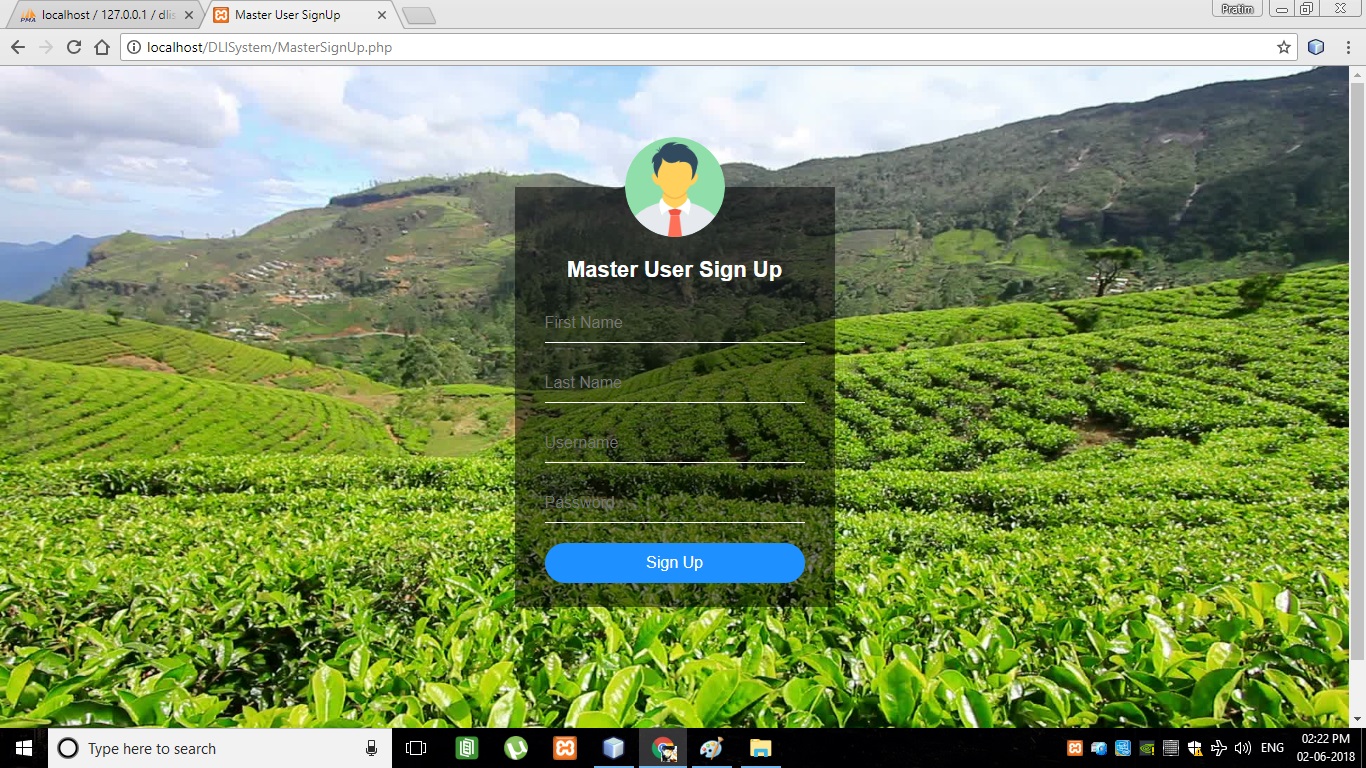 localhost / 127.0.0.1 / dlis
Master User SignUp
Pratim
localhost/DLISystem/MasterSignUp.php
Master User Sign Up
First Name
Last Name
Username
Password
Sign Up
Type here to search
ENG
02:22 PM
02-06-2018